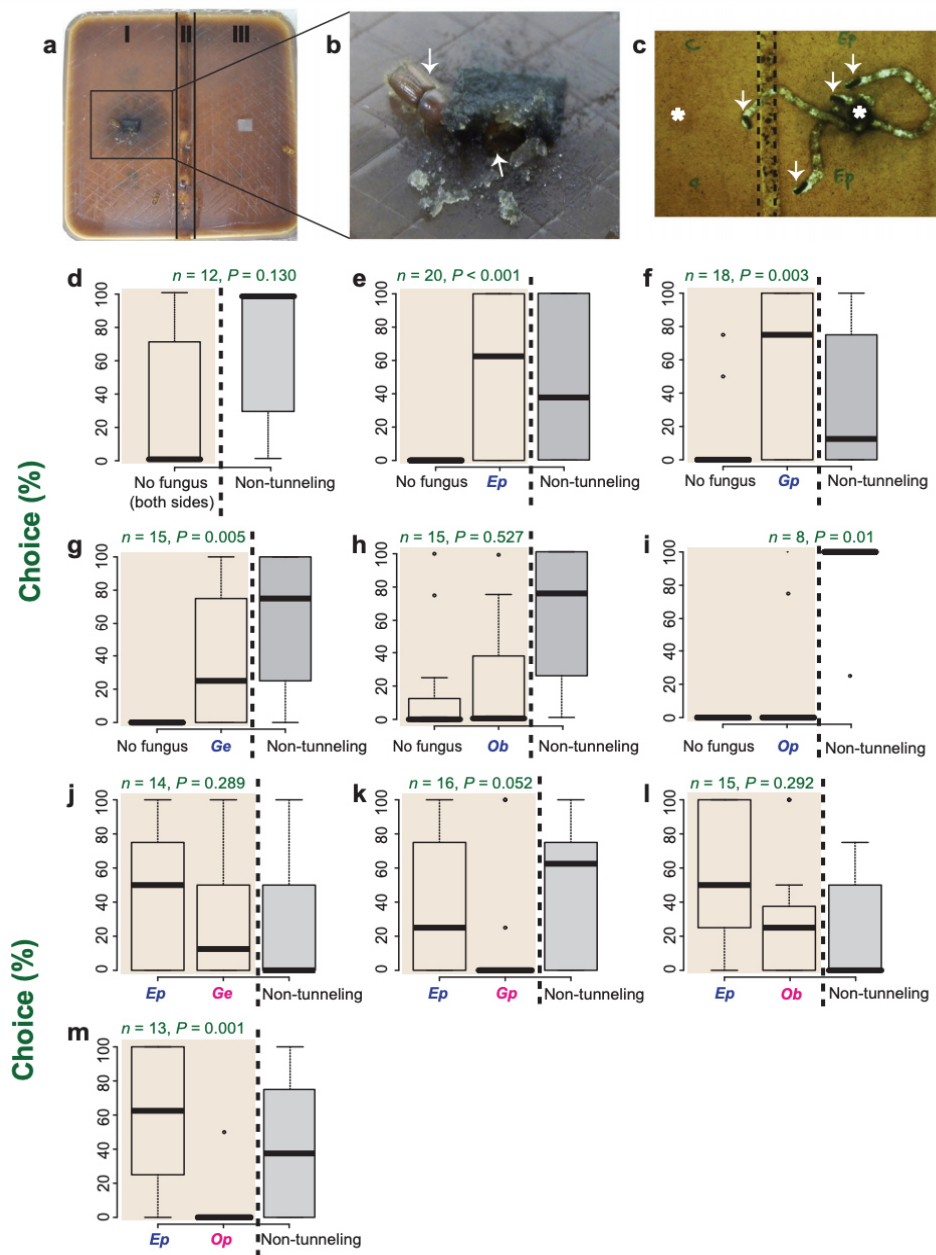 a I II III
b
c C Ep
Ep
Choice (%)
d n = 12, P = 0.130
100
80
60
40
20
0
No fungus Non-tunneling
(both sides)
e n = 20, P < 0.001
100
80
60
40
20
0
No fungus Ep Non-tunneling
f n = 18, P = 0.003
100
80
60
40
20
0
No fungus Gp Non-tunneling
g n = 15, P = 0.005
100
80
60
40
20
0
No fungus Ge Non-tunneling
h n = 15, P = 0.527
100
80
60
40
20
0
No fungus Ob Non-tunneling
i n = 8, P = 0.01
100
80
60
40
20
0
No fungus Op Non-tunneling
Choice (%)
j n = 14, P = 0.289
100
80
60
40
20
0
Ep Ge Non-tunneling
k n = 16, P = 0.052
100
80
60
40
20
0
Ep Gp Non-tunneling
l n = 15, P = 0.292
100
80
60
40
20
0
Ep Ob Non-tunneling
m n = 13, P = 0.001
100
80
60
40
20
0
Ep Op Non-tunneling